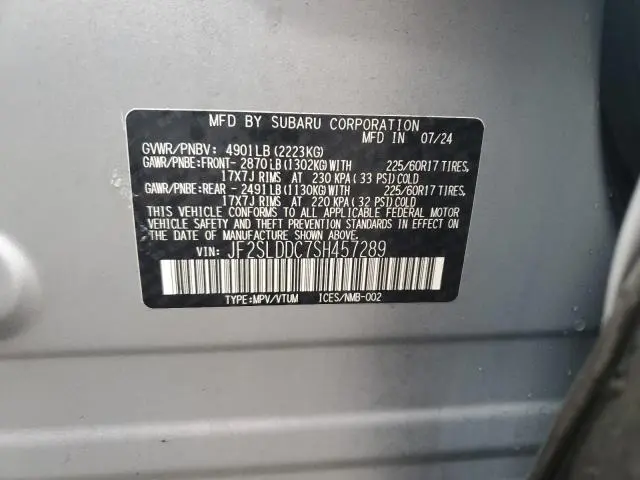 MFD BY SUBARU CORPORATION
MFD IN 07/24
GVWR/PNBV: 4901LB (2223KG)
GAWR/PNBE:FRONT- 2870LB(1302KG)WITH 225/60R17 TIRES,
17X7J RIMS AT 230 KPA( 33 PSI)COLD
GAWR/PNBE:REAR - 2491LB(1130KG)WITH 225/60R17 TIRES,
17X7J RIMS AT 220 KPA( 32 PSI)COLD
THIS VEHICLE CONFORMS TO ALL APPLICABLE FEDERAL MOTOR
VEHICLE SAFETY AND THEFT PREVENTION STANDARDS IN EFFECT ON
THE DATE OF MANUFACTURE SHOWN ABOVE.
VIN: JF2SLDDC7SH457289
TYPE:MPV/VTUM ICES/NMB-002